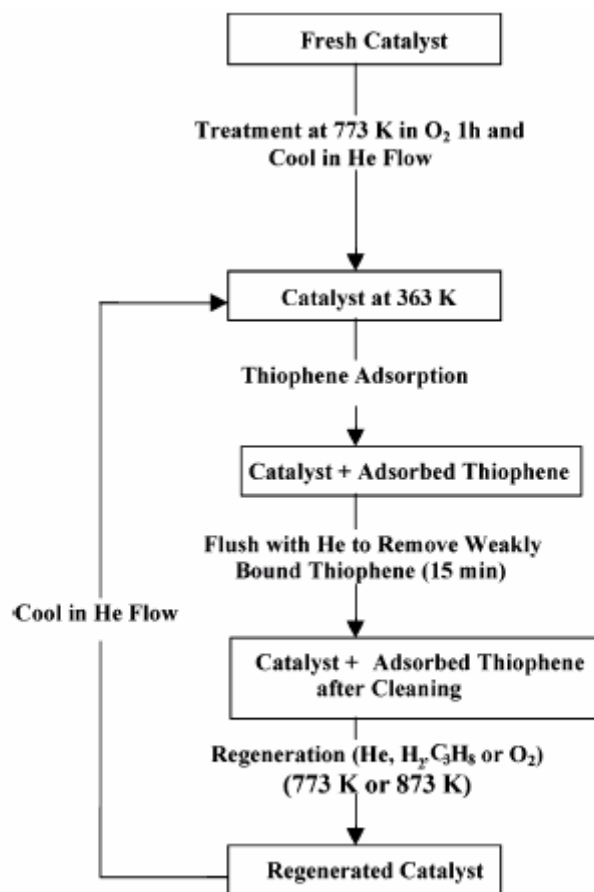 Fresh Catalyst
Treatment at 773 K in O₂ 1h and
Cool in He Flow
Catalyst at 363 K
Thiophene Adsorption
Catalyst + Adsorbed Thiophene
Flush with He to Remove Weakly
Bound Thiophene (15 min)
Cool in He Flow
Catalyst + Adsorbed Thiophene
after Cleaning
Regeneration (He, H₂,C₃H₈ or O₂)
(773 K or 873 K)
Regenerated Catalyst